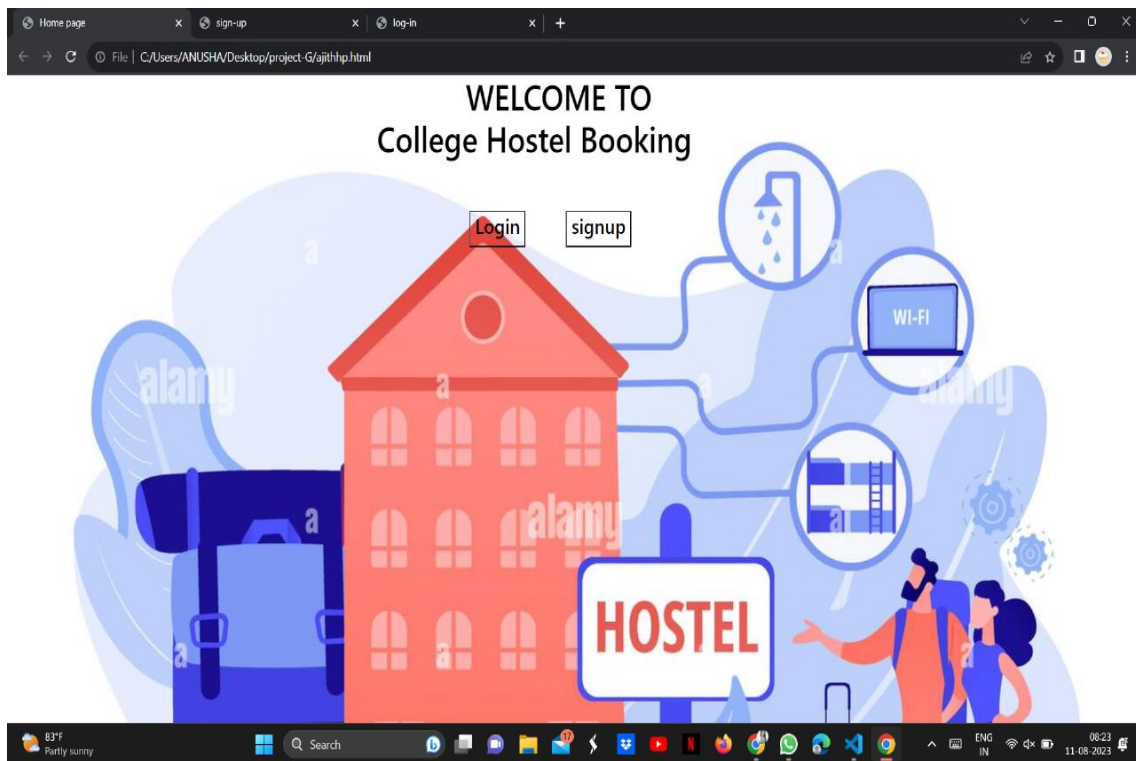 Home page
sign-up
log-in
File
C:/Users/ANUSHA/Desktop/project-G/ajithhp.html
WELCOME TO
College Hostel Booking
Login
signup
a
a
WI-FI
alamy
a
a
alamy
a
alamy
a
HOSTEL
a
a
a
83°F
Partly sunny
Search
17
ENG
IN
08:23
11-08-2023